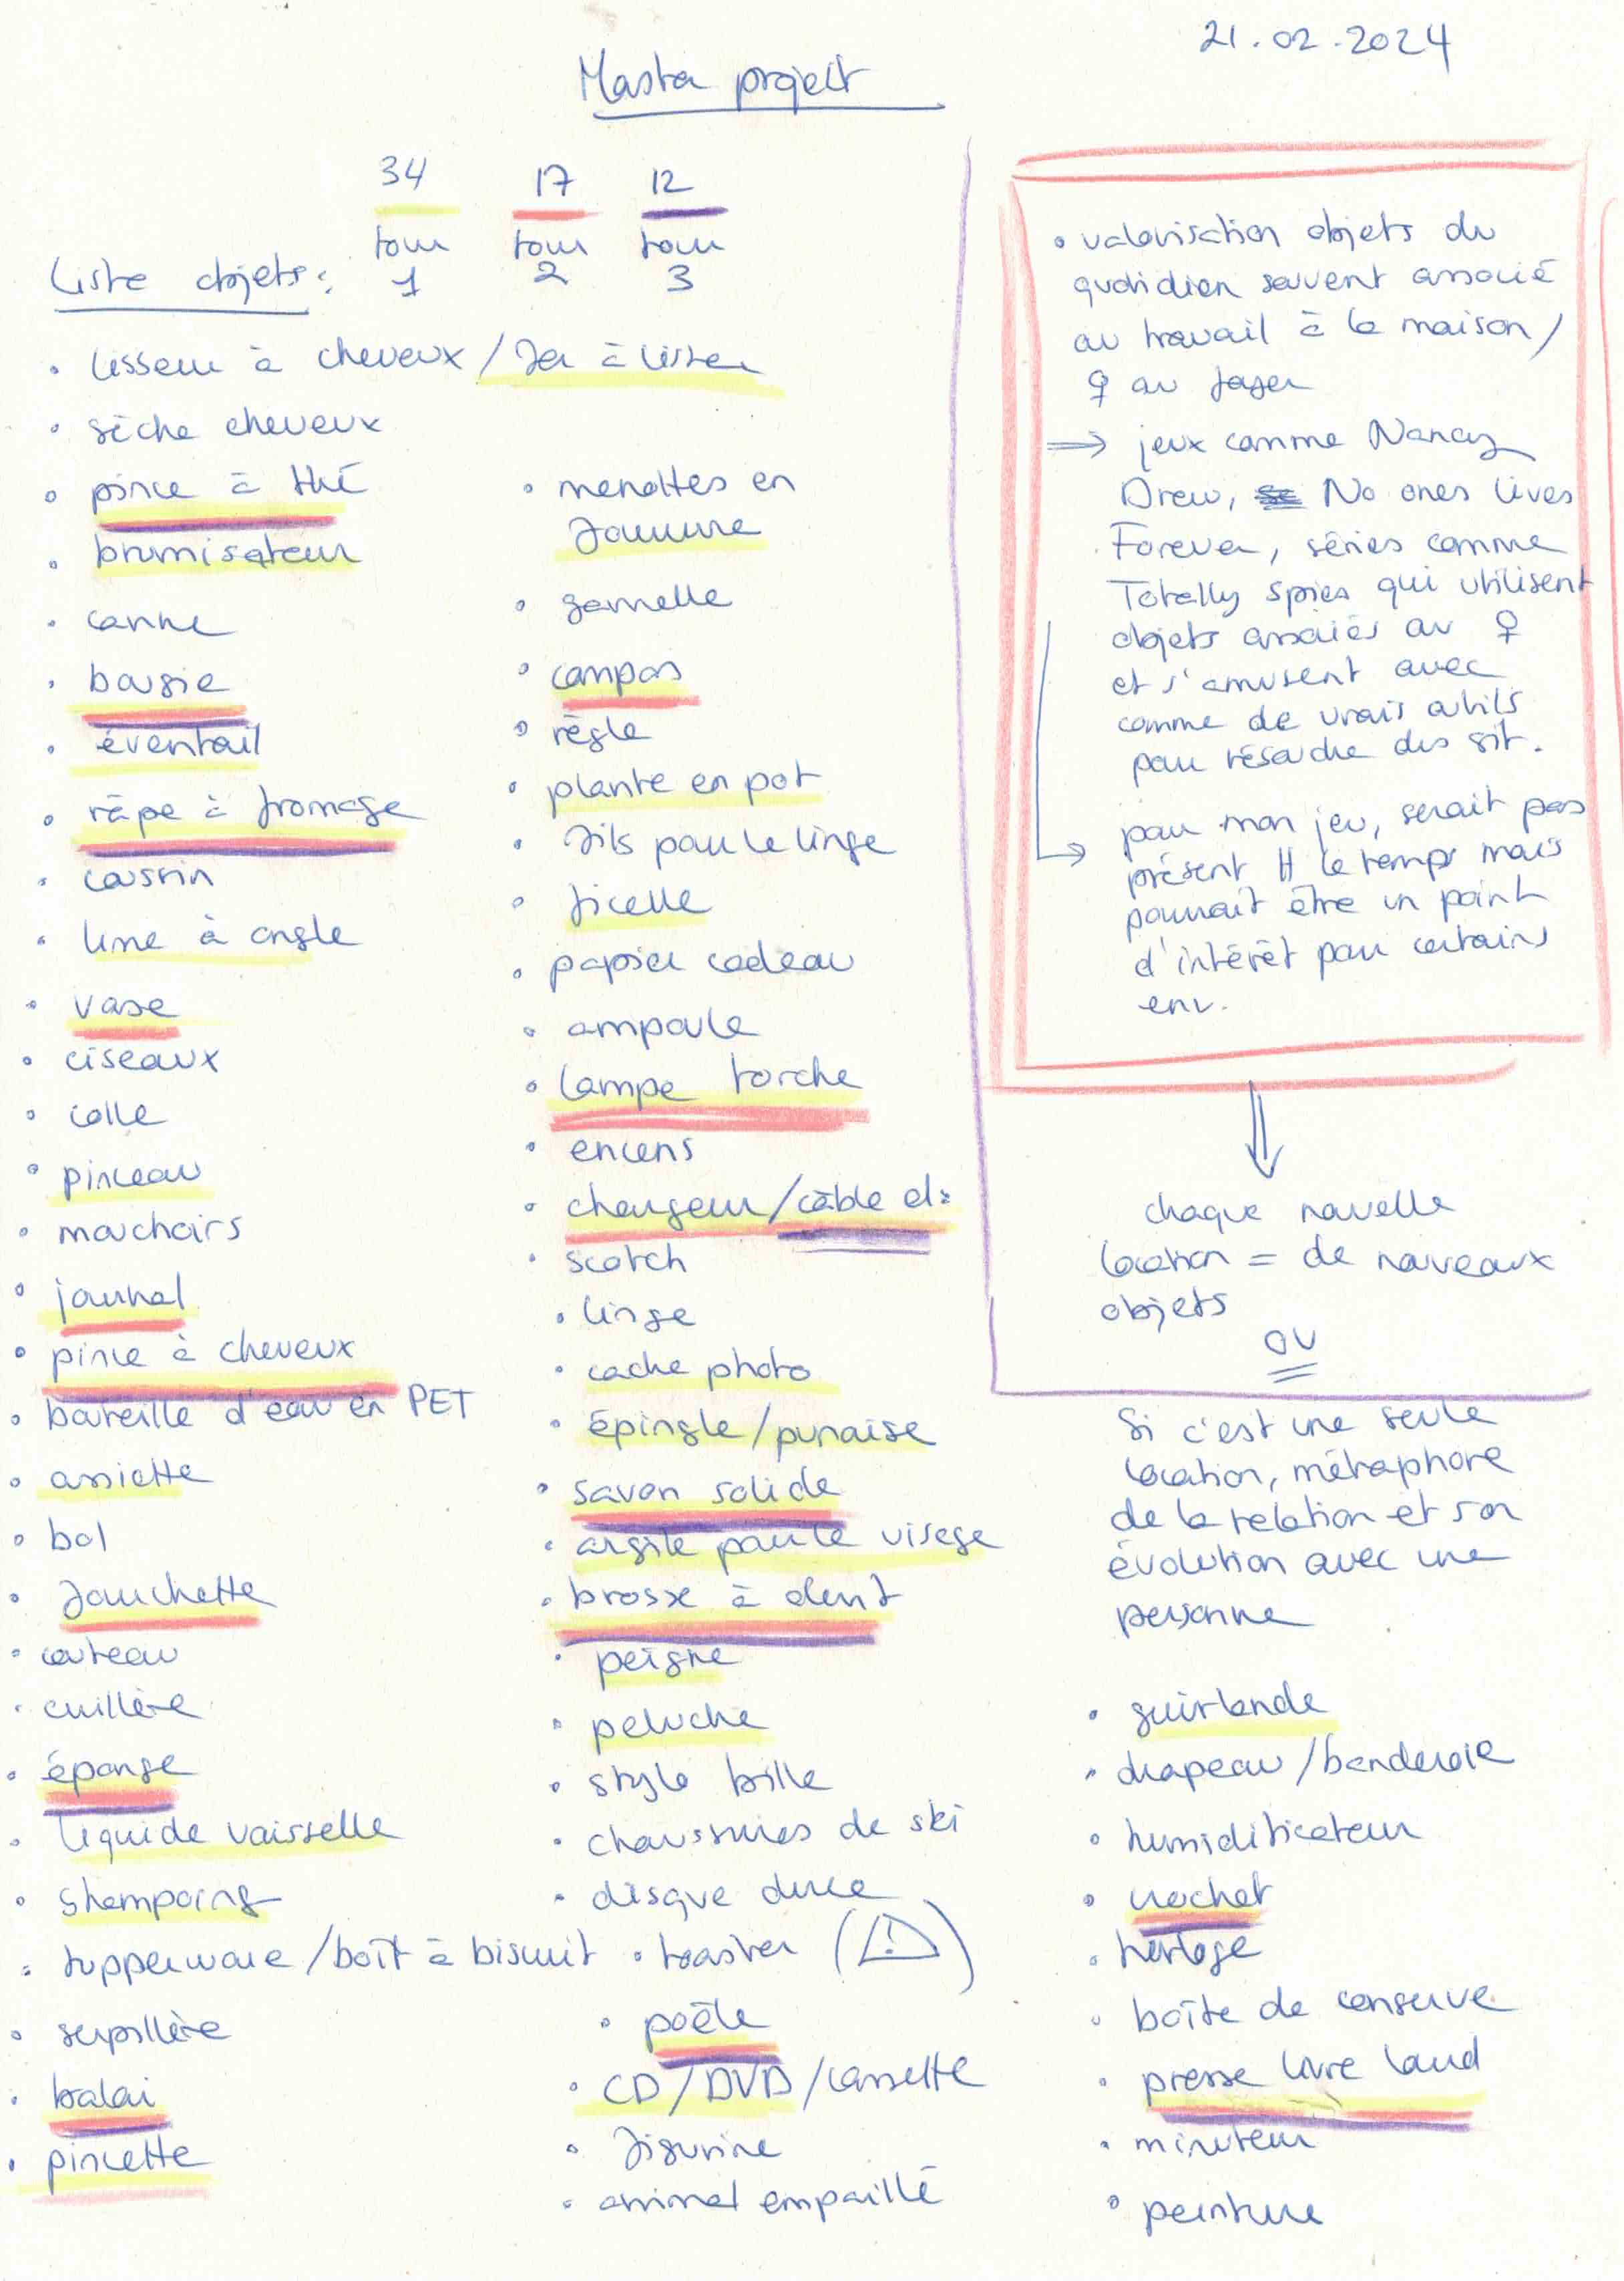 21.02.2024
Master projekt
34 17 12
tour tour tour
1 2 3
Liste objets:
• lisseur à cheveux / fer à lisser
• sèche cheveux
• pince à thé
• brumisateur
• canne
• bougie
• éventail
• râpe à fromage
• coussin
• lime à ongle
• vase
• ciseaux
• colle
• pinceau
• mouchoirs
• journal
• pince à cheveux
• bouteille d'eau en PET
• assiette
• bol
• fourchette
• couteau
• cuillère
• éponge
• liquide vaisselle
• shampoing
• tupperware / boît à biscuit
• serpillère
• balai
• pincette
• menottes en
fourrure
• gamelle
• compas
• règle
• plante en pot
• fils pour le linge
• ficelle
• papier cadeau
• ampoule
• lampe torche
• encens
• chargeur / câble él.
• scotch
• linge
• cache photo
• épingle / punaise
• savon solide
• argile pour le visage
• brosse à dent
• peigne
• peluche
• stylo bille
• chaussures de ski
• disque dure
• toaster (!)
• poêle
• CD / DVD / cassette
• figurine
• animal empaillé
• valorisation objets du
quotidien souvent associé
au travail à la maison /
♀ au foyer
⇒ jeux comme Nancy
Drew, No ones lives
Forever, séries comme
Totally spies qui utilisent
objets associés au ♀
et s'amusent avec
comme de vrais outils
pour résoudre des sit.
→ pour mon jeu, serait pas
présent tt le temps mais
pourrait être un point
d'intérêt pour certains
env.
chaque nouvelle
location = de nouveaux
objets
OU
Si c'est une seule
location, métaphore
de la relation et son
évolution avec une
personne
• guirlande
• drapeau / banderole
• humidificateur
• crochet
• horloge
• boîte de conserve
• presse livre lourd
• minuteur
• peinture